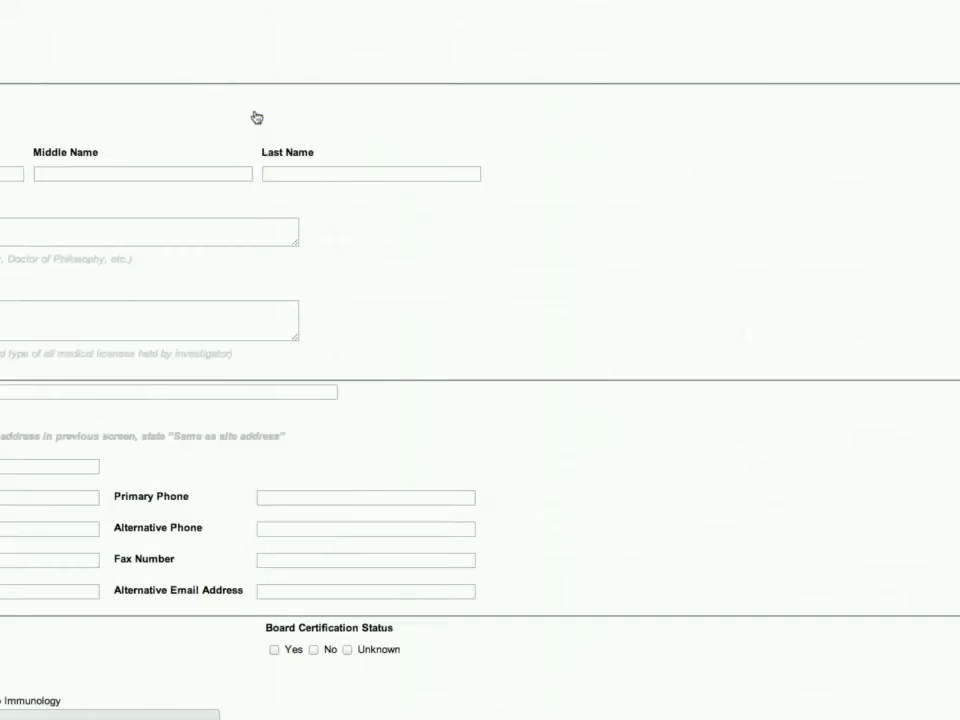 Middle Name Last Name
, Doctor of Philosophy, etc.)
d type of all medical licenses held by investigator)
address in previous screen, state "Same as site address"
Primary Phone
Alternative Phone
Fax Number
Alternative Email Address
Board Certification Status
Yes No Unknown
Immunology